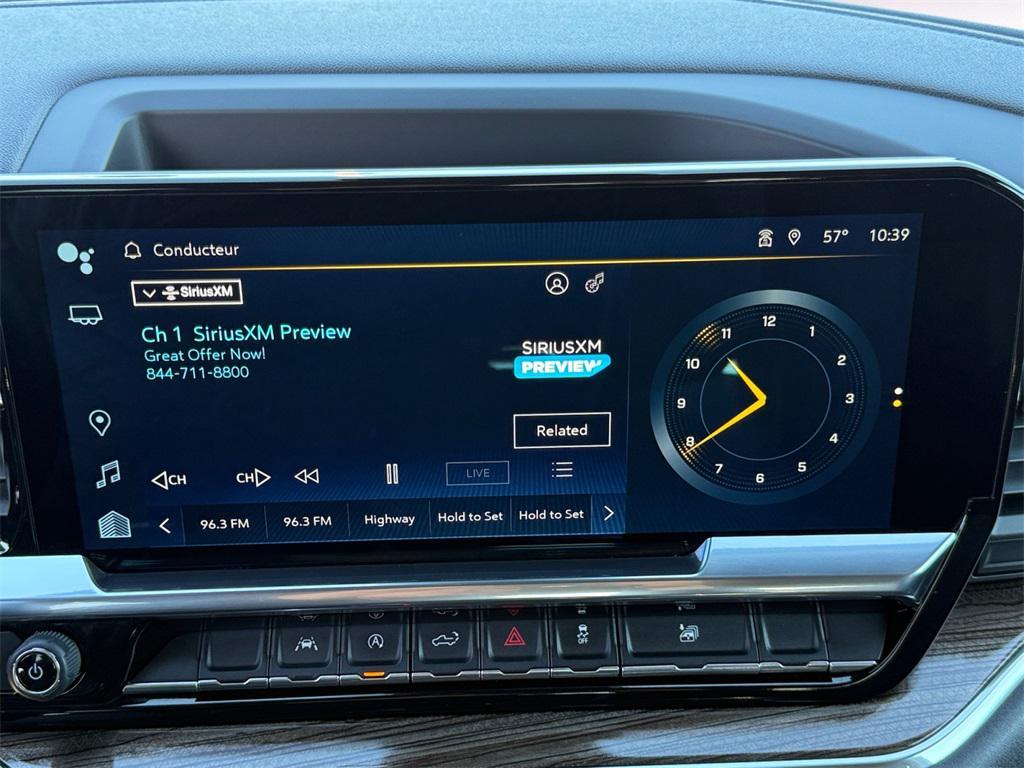 Conducteur
57° 10:39
SiriusXM
Ch 1 SiriusXM Preview
Great Offer Now!
844-711-8800
SIRIUSXM
PREVIEW
Related
CH CH LIVE
96.3 FM 96.3 FM Highway Hold to Set Hold to Set
12
1
2
3
4
5
6
7
8
9
10
11
A
OFF